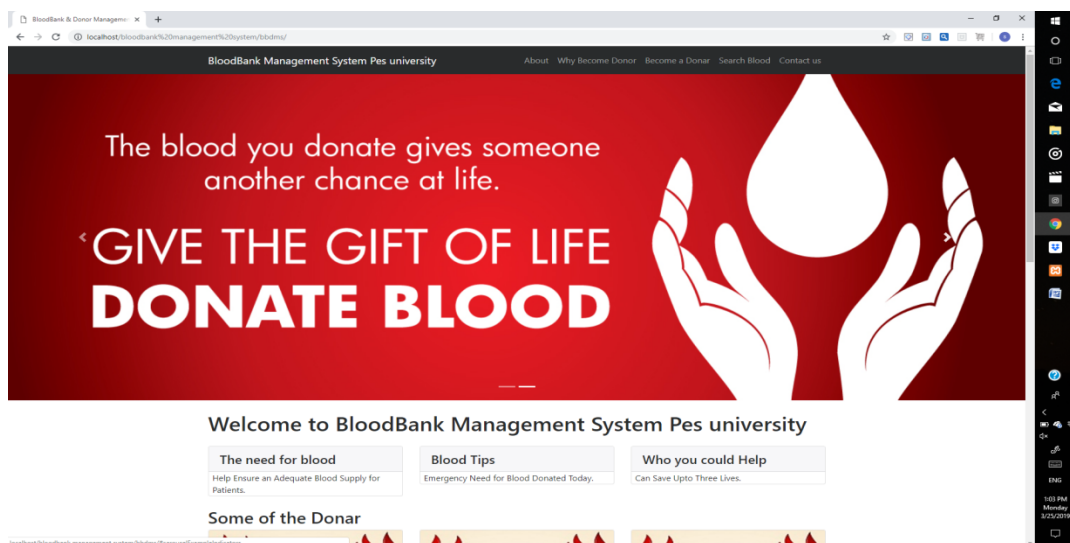 BloodBank & Donor Managemen
localhost/bloodbank%20management%20system/bbdms/
BloodBank Management System Pes university
About Why Become Donor Become a Donar Search Blood Contact us
The blood you donate gives someone
another chance at life.
GIVE THE GIFT OF LIFE
DONATE BLOOD
Welcome to BloodBank Management System Pes university
The need for blood
Help Ensure an Adequate Blood Supply for
Patients.
Blood Tips
Emergency Need for Blood Donated Today.
Who you could Help
Can Save Upto Three Lives.
Some of the Donar
ENG
1:03 PM
Monday
3/25/2019